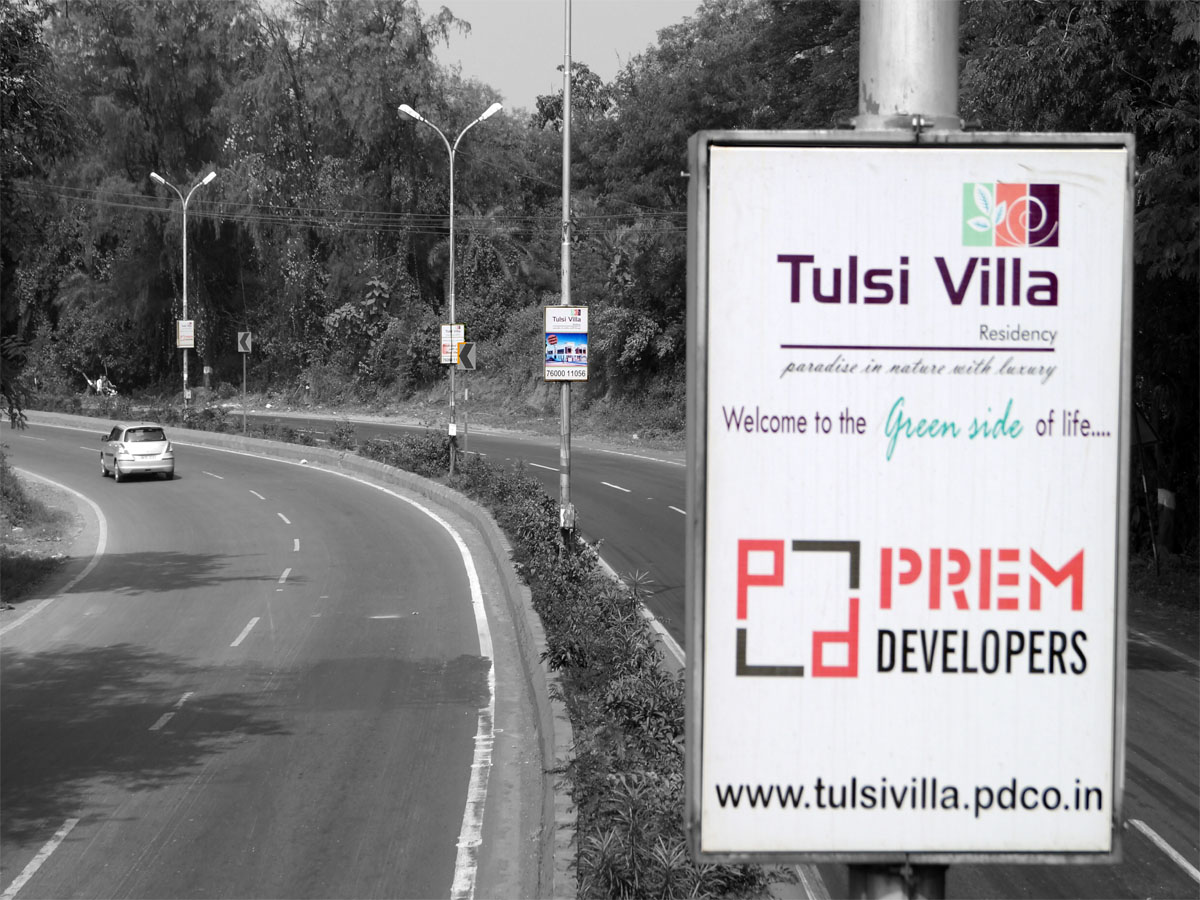 Tulsi Villa
Residency
paradise in nature with luxury
Welcome to the Green side of life....
P
d
PREM
DEVELOPERS
www.tulsivilla.pdco.in
Tulsi Villa
76000 11056